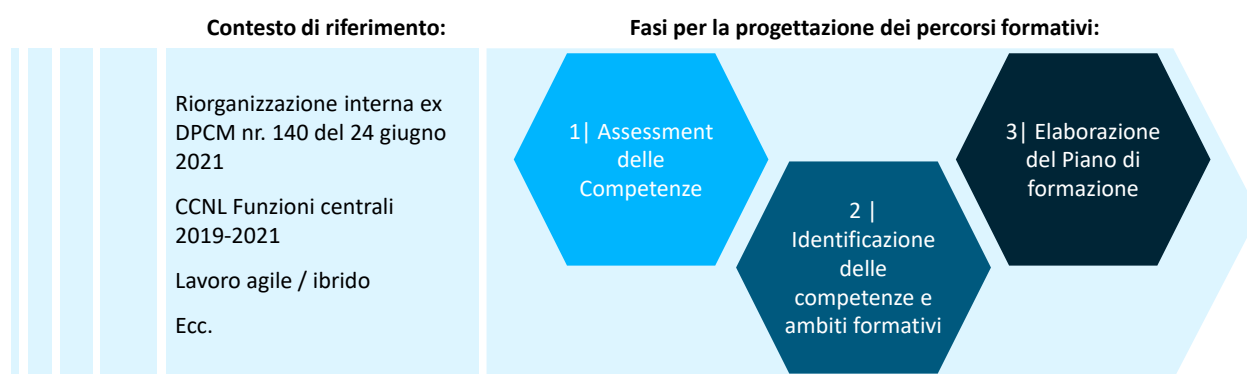 Contesto di riferimento:
Riorganizzazione interna ex
DPCM nr. 140 del 24 giugno
2021
CCNL Funzioni centrali
2019-2021
Lavoro agile / ibrido
Ecc.
Fasi per la progettazione dei percorsi formativi:
1| Assessment
delle
Competenze
2 |
Identificazione
delle
competenze e
ambiti formativi
3| Elaborazione
del Piano di
formazione